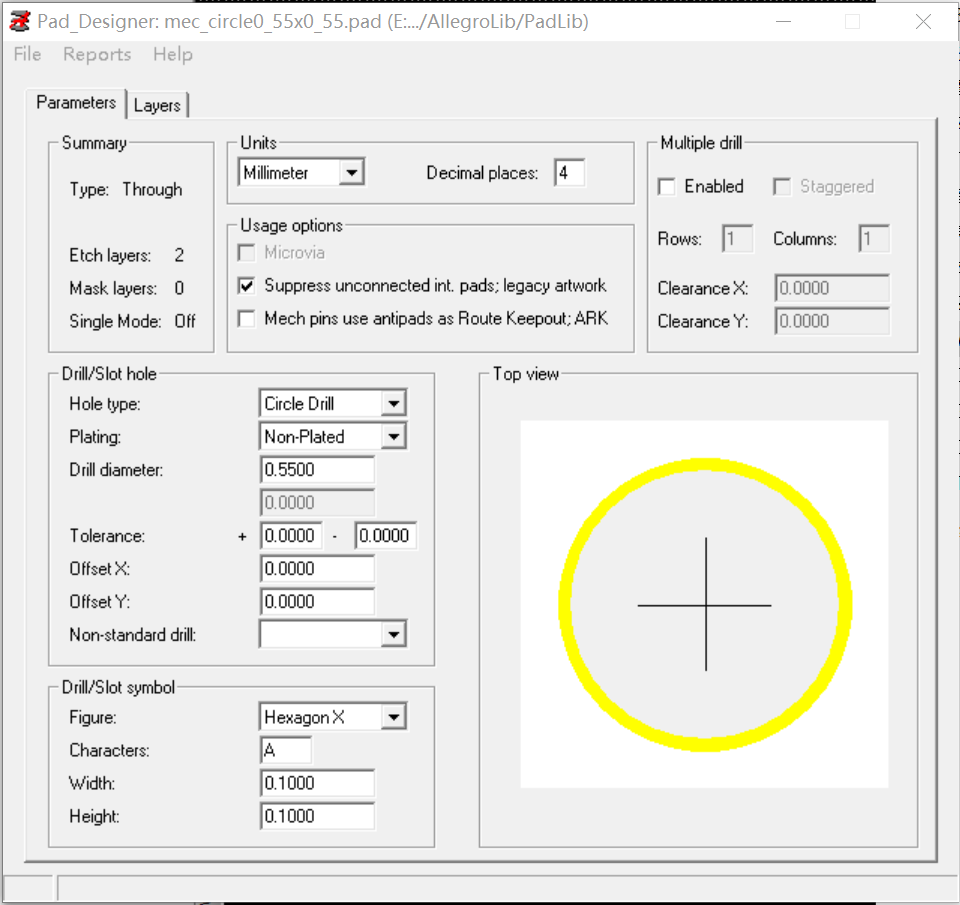 Pad_Designer: mec_circle0_55x0_55.pad (E:.../AllegroLib/PadLib)
File Reports Help
Parameters Layers
Summary
Type: Through
Etch layers: 2
Mask layers: 0
Single Mode: Off
Units
Millimeter Decimal places: 4
Usage options
Microvia
Suppress unconnected int. pads; legacy artwork
Mech pins use antipads as Route Keepout; ARK
Multiple drill
Enabled Staggered
Rows: 1 Columns: 1
Clearance X: 0.0000
Clearance Y: 0.0000
Drill/Slot hole
Hole type: Circle Drill
Plating: Non-Plated
Drill diameter: 0.5500
0.0000
Tolerance: + 0.0000 - 0.0000
Offset X: 0.0000
Offset Y: 0.0000
Non-standard drill:
Drill/Slot symbol
Figure: Hexagon X
Characters: A
Width: 0.1000
Height: 0.1000
Top view